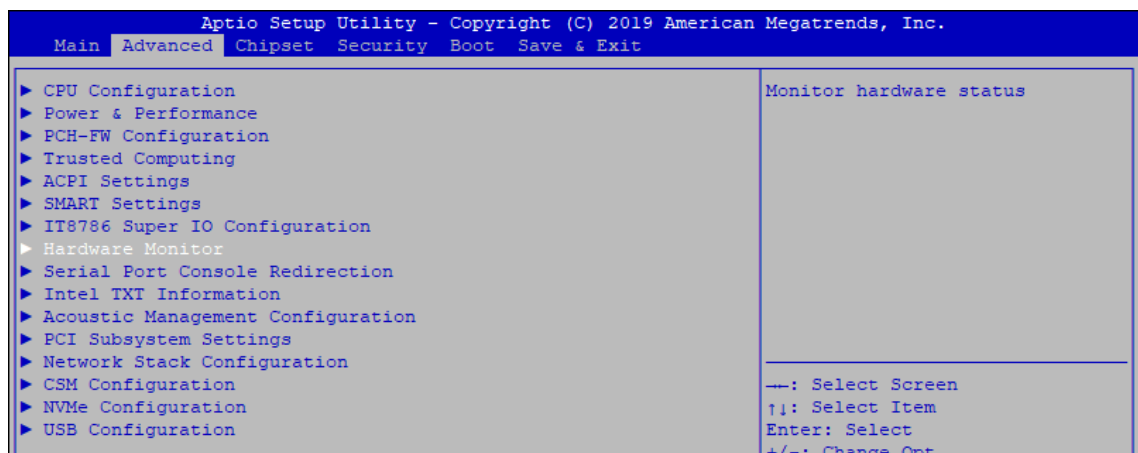 Aptio Setup Utility - Copyright (C) 2019 American Megatrends, Inc.
Main Advanced Chipset Security Boot Save & Exit
► CPU Configuration
► Power & Performance
► PCH-FW Configuration
► Trusted Computing
► ACPI Settings
► SMART Settings
► IT8786 Super IO Configuration
► Hardware Monitor
► Serial Port Console Redirection
► Intel TXT Information
► Acoustic Management Configuration
► PCI Subsystem Settings
► Network Stack Configuration
► CSM Configuration
► NVMe Configuration
► USB Configuration
Monitor hardware status
→←: Select Screen
↑↓: Select Item
Enter: Select
+/-: Change Opt.